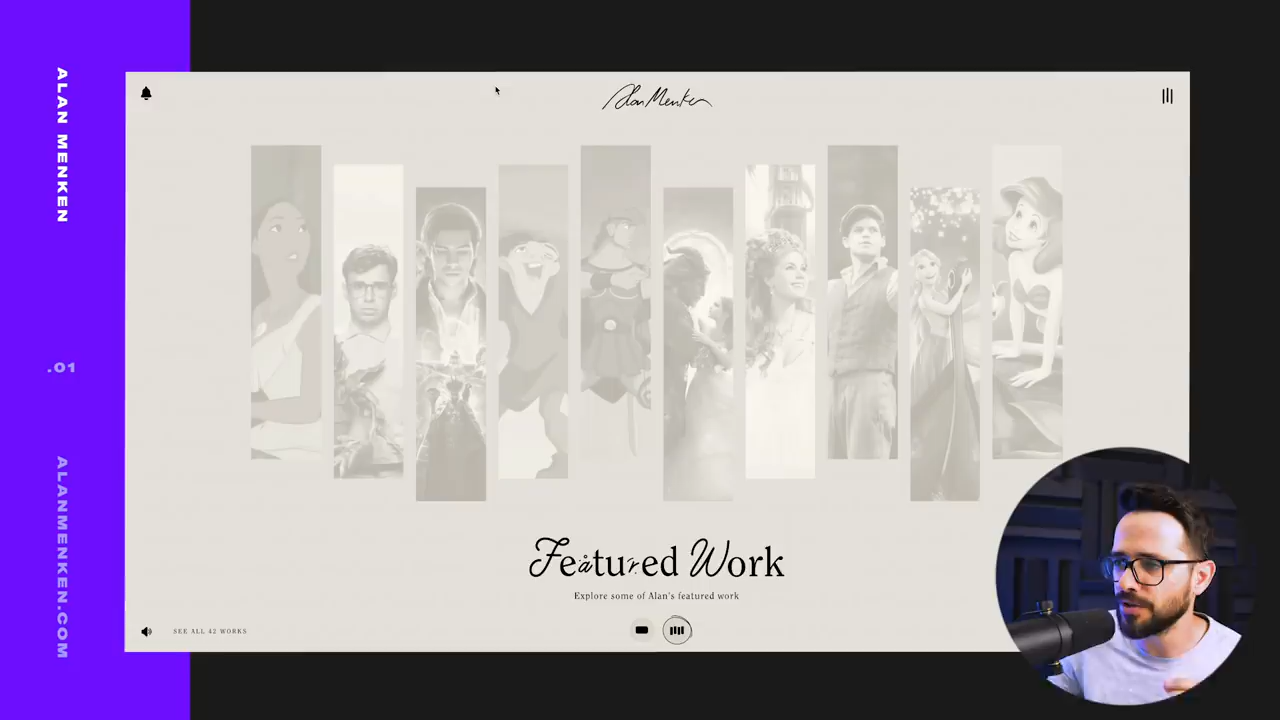 ALAN MENKEN
.01
ALANMENKEN.COM
Alan Menken
Featured Work
Explore some of Alan's featured work
SEE ALL 42 WORKS